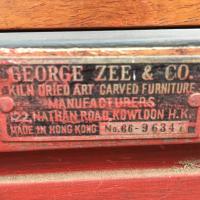 GEORGE ZEE & CO.
KILN DRIED ART CARVED FURNITURE
MANUFACTURERS
122, NATHAN ROAD, KOWLOON H.K.
MADE IN HONG KONG No. 66-96347